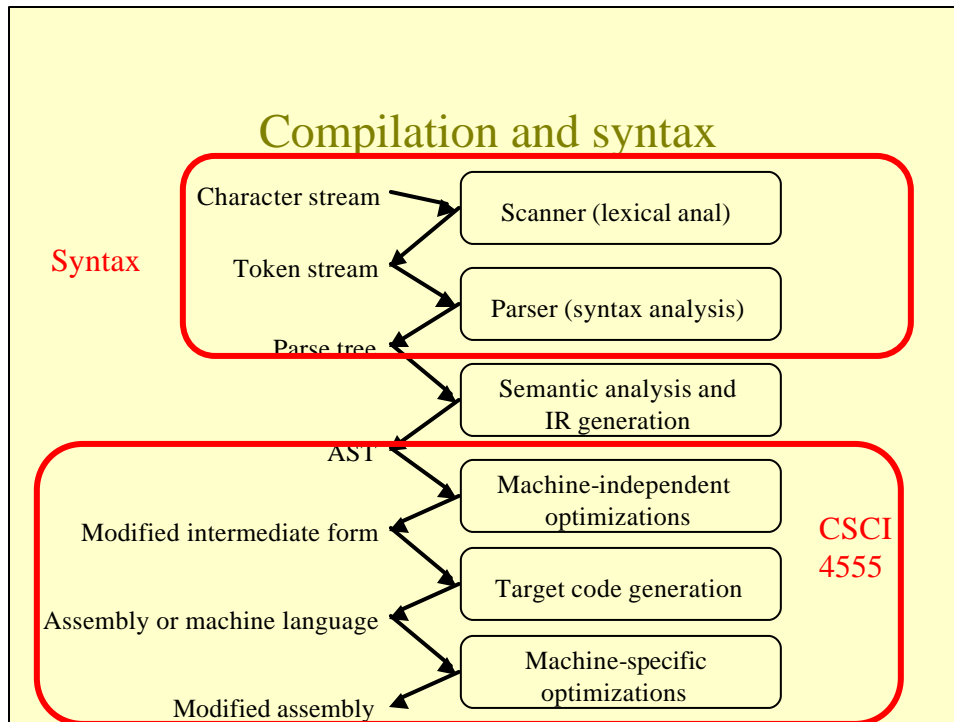 Compilation and syntax
Character stream
Scanner (lexical anal)
Syntax
Token stream
Parser (syntax analysis)
Parse tree
Semantic analysis and
IR generation
AST
Machine-independent
optimizations
Modified intermediate form
CSCI
4555
Target code generation
Assembly or machine language
Machine-specific
optimizations
Modified assembly